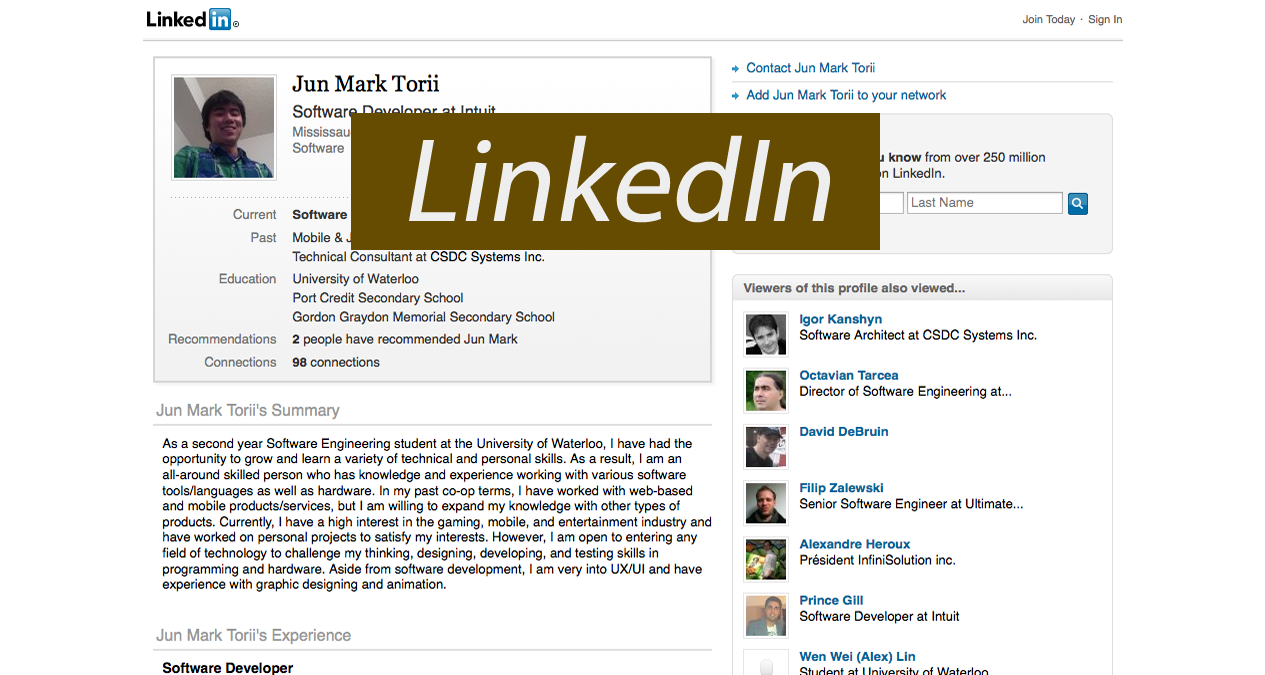 LinkedIn®
Join Today · Sign In
Jun Mark Torii
Software Developer at Intuit
Software
LinkedIn
Current Software
Past Mobile &
Technical Consultant at CSDC Systems Inc.
Education University of Waterloo
Port Credit Secondary School
Gordon Graydon Memorial Secondary School
Recommendations 2 people have recommended Jun Mark
Connections 98 connections
Jun Mark Torii's Summary
As a second year Software Engineering student at the University of Waterloo, I have had the
opportunity to grow and learn a variety of technical and personal skills. As a result, I am an
all-around skilled person who has knowledge and experience working with various software
tools/languages as well as hardware. In my past co-op terms, I have worked with web-based
and mobile products/services, but I am willing to expand my knowledge with other types of
products. Currently, I have a high interest in the gaming, mobile, and entertainment industry and
have worked on personal projects to satisfy my interests. However, I am open to entering any
field of technology to challenge my thinking, designing, developing, and testing skills in
programming and hardware. Aside from software development, I am very into UX/UI and have
experience with graphic designing and animation.
Jun Mark Torii's Experience
Software Developer
Contact Jun Mark Torii
Add Jun Mark Torii to your network
know from over 250 million
on LinkedIn.
Last Name
Viewers of this profile also viewed...
Igor Kanshyn
Software Architect at CSDC Systems Inc.
Octavian Tarcea
Director of Software Engineering at...
David DeBruin
Filip Zalewski
Senior Software Engineer at Ultimate...
Alexandre Heroux
Président InfiniSolution inc.
Prince Gill
Software Developer at Intuit
Wen Wei (Alex) Lin
Student at University of Waterloo